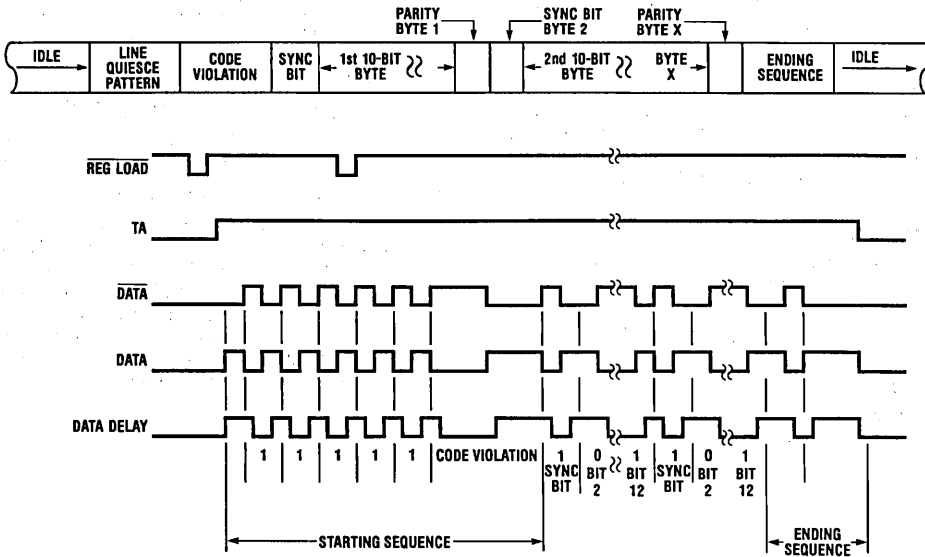 PARITY
BYTE 1
SYNC BIT
BYTE 2
PARITY
BYTE X
IDLE
LINE
QUIESCE
PATTERN
CODE
VIOLATION
SYNC
BIT
1st 10-BIT
BYTE
2nd 10-BIT
BYTE
BYTE
X
ENDING
SEQUENCE
IDLE
REG LOAD
TA
DATA
DATA
DATA DELAY
1 1 1 1 1 CODE VIOLATION
1
SYNC
BIT
0
BIT
2
1
BIT
12
1
SYNC
BIT
0
BIT
2
1
BIT
12
STARTING SEQUENCE
ENDING
SEQUENCE